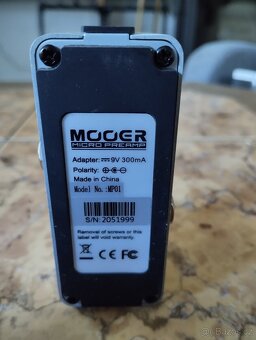 MOOER
MICRO PREAMP
Adapter: 9V 300mA
Polarity:
Made in China
Model No.:MP01
S/N: 2051999
Removal of screws or this
label will void warranty.
CE FC